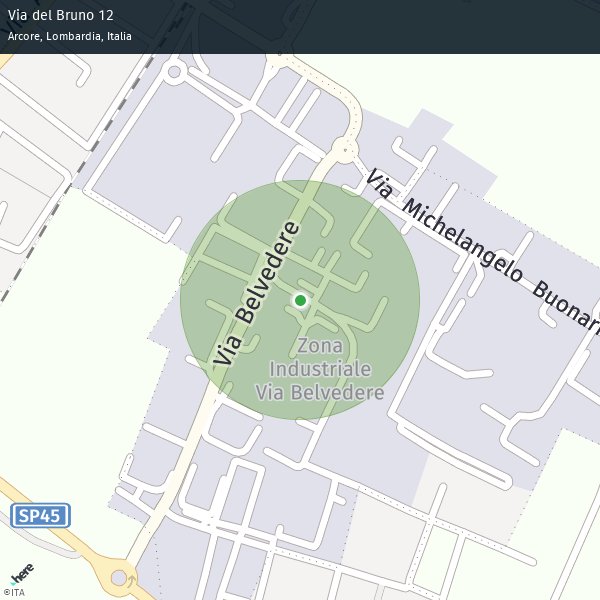 Via del Bruno 12
Arcore, Lombardia, Italia
Via Michelangelo Buonarr
Via Belvedere
Zona
Industriale
Via Belvedere
SP45
here
©ITA